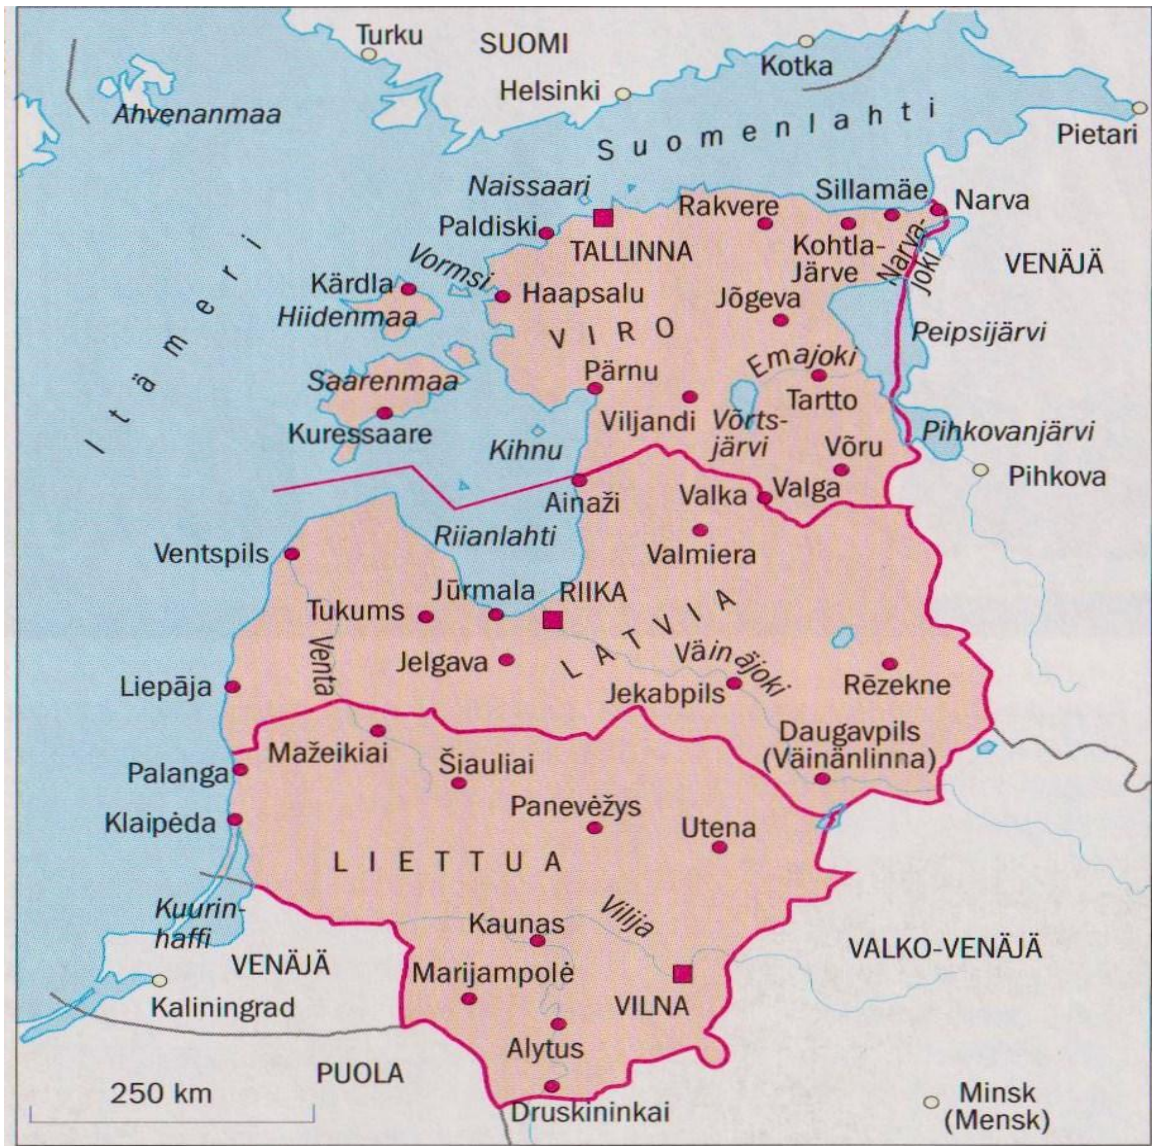 Turku
SUOMI
Kotka
Helsinki
Ahvenanmaa
Suomenlahti
Pietari
Naissaari
Sillamäe
Narva
Rakvere
Paldiski
TALLINNA
Kohtla-
Järve
Narva-
joki
VENÄJÄ
Vormsi
Kärdla
Haapsalu
Jõgeva
Hiidenmaa
Itämeri
VIRO
Peipsijärvi
Emajoki
Saarenmaa
Pärnu
Tartto
Kuressaare
Viljandi
Võrts-
järvi
Kihnu
Võru
Pihkovanjärvi
Pihkova
Ainaži
Valka
Valga
Riianlahti
Ventspils
Valmiera
Jūrmala
RIIKA
Tukums
LATVIA
Venta
Jelgava
Väinäjoki
Liepāja
Jekabpils
Rēzekne
Daugavpils
(Väinänlinna)
Mažeikiai
Šiauliai
Palanga
Panevėžys
Klaipėda
Utena
LIETTUA
Kuurin-
haffi
Kaunas
Vilija
VENÄJÄ
VALKO-VENÄJÄ
Marijampolė
Kaliningrad
VILNA
Alytus
PUOLA
250 km
Druskininkai
Minsk
(Mensk)